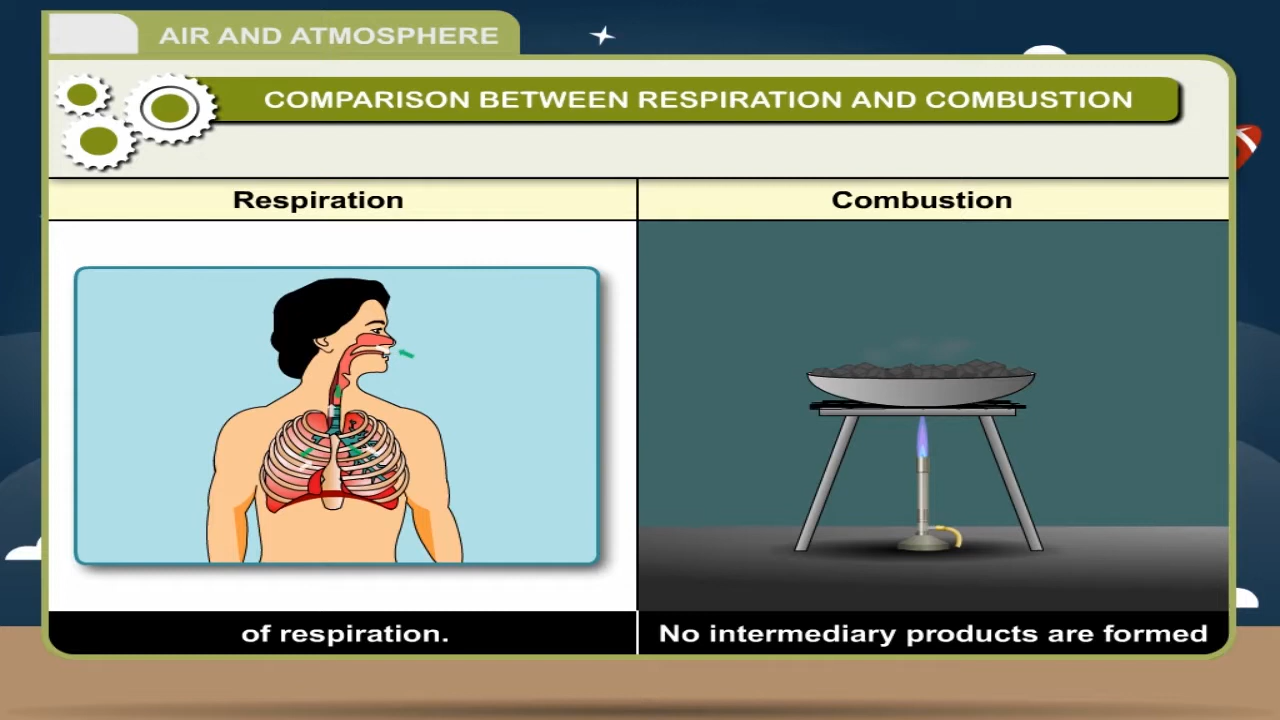 AIR AND ATMOSPHERE
COMPARISON BETWEEN RESPIRATION AND COMBUSTION
Respiration
Combustion
of respiration.
No intermediary products are formed